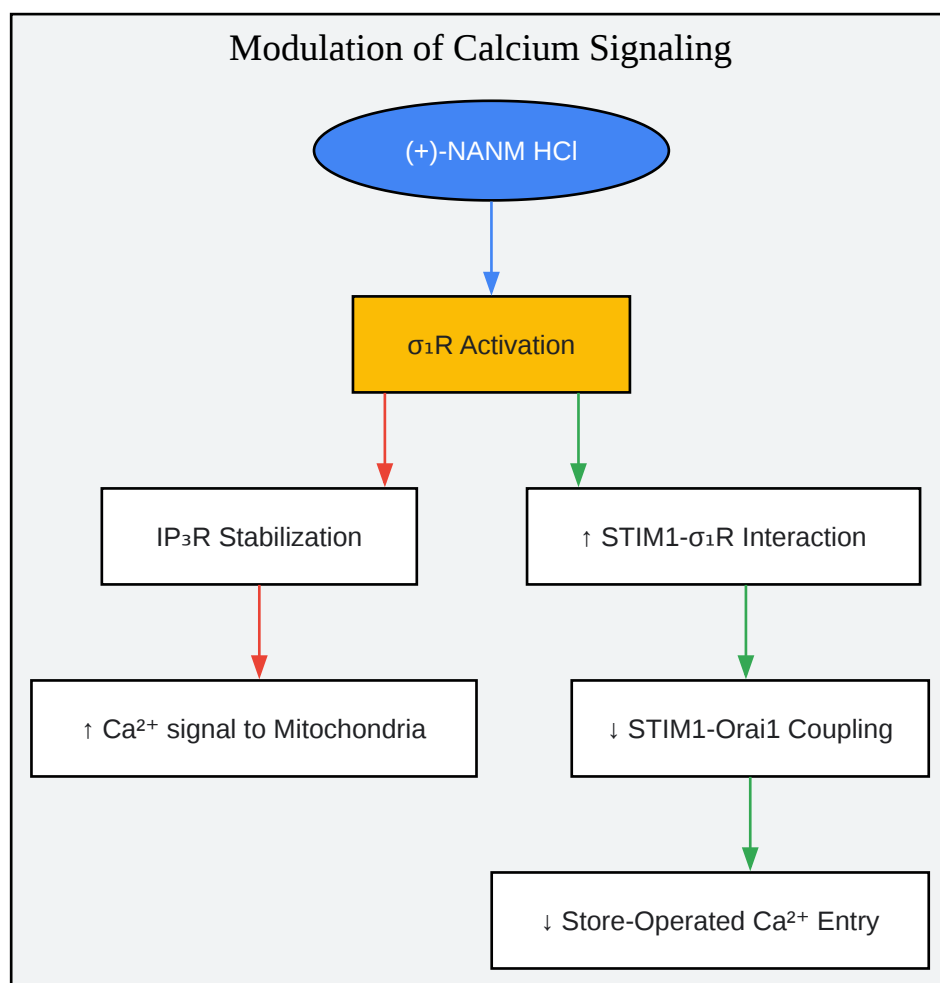 Modulation of Calcium Signaling
(+)-NANM HCl
σ₁R Activation
IP₃R Stabilization
↑ STIM1-σ₁R Interaction
↑ Ca²⁺ signal to Mitochondria
↓ STIM1-Orai1 Coupling
↓ Store-Operated Ca²⁺ Entry